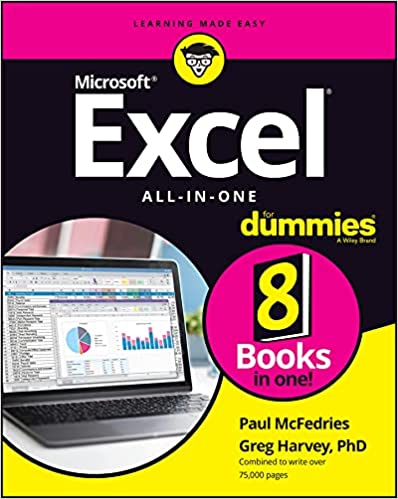 LEARNING MADE EASY
Microsoft®
Excel®
ALL-IN-ONE
for
dummies®
A Wiley Brand
8
Books
in one!
Paul McFedries
Greg Harvey, PhD
Combined to write over
75,000 pages